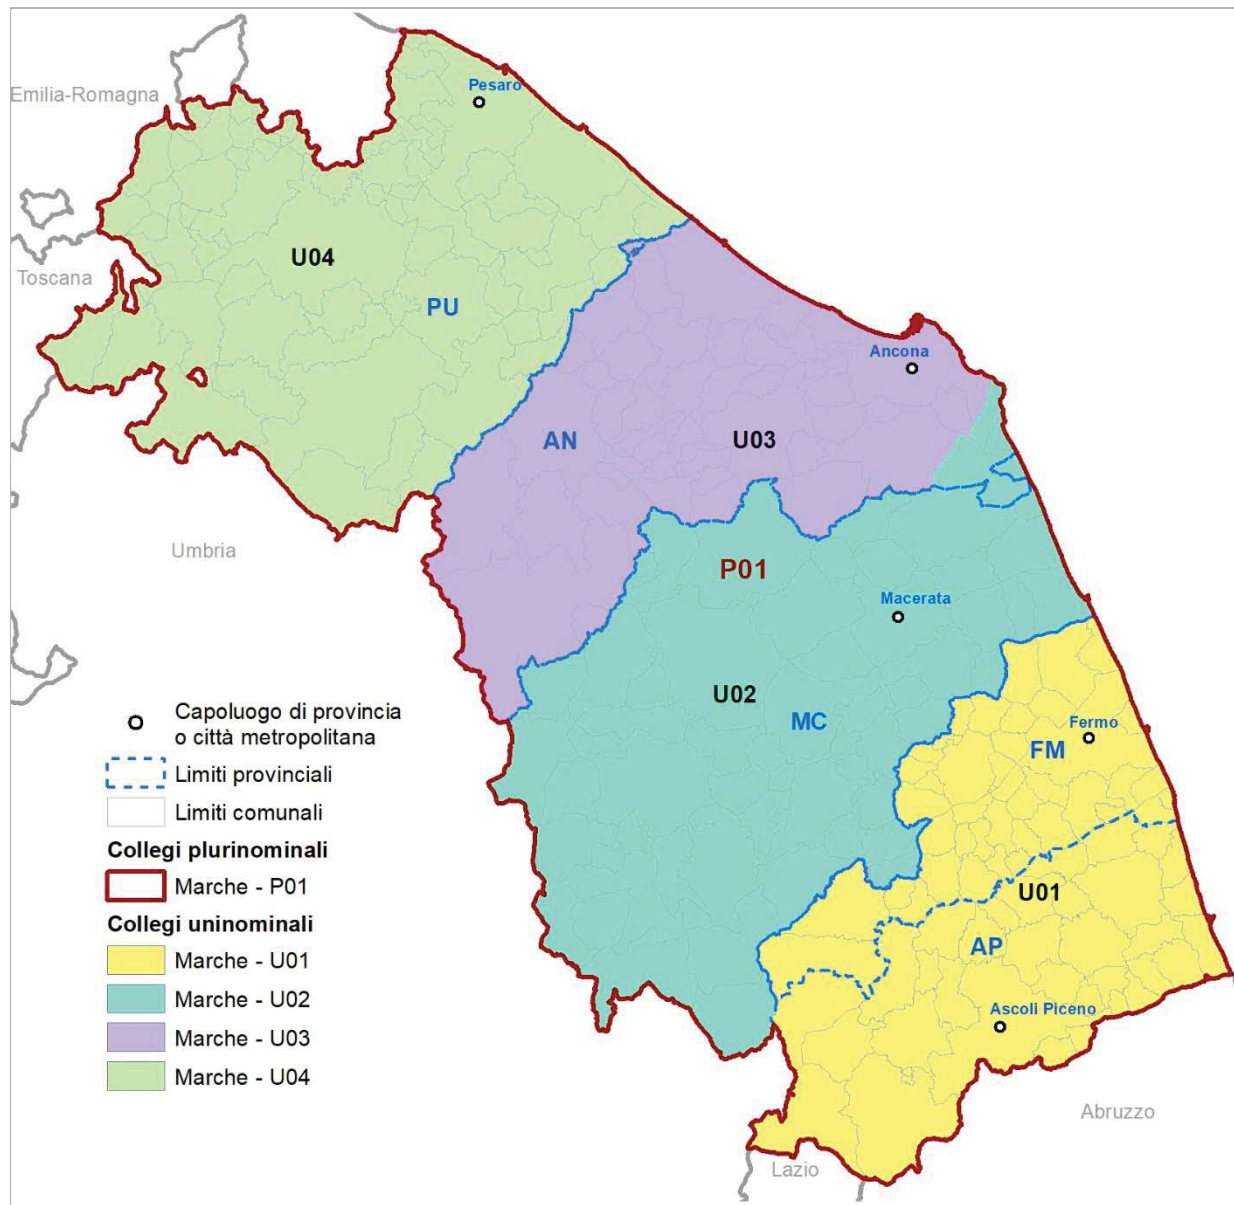 Pesaro
Emilia-Romagna
U04
Toscana
PU
Ancona
AN
U03
Umbria
P01
Macerata
U02
MC
Fermo
FM
U01
AP
Ascoli Piceno
Abruzzo
Lazio
Capoluogo di provincia
o città metropolitana
Limiti provinciali
Limiti comunali
Collegi plurinominali
Marche - P01
Collegi uninominali
Marche - U01
Marche - U02
Marche - U03
Marche - U04